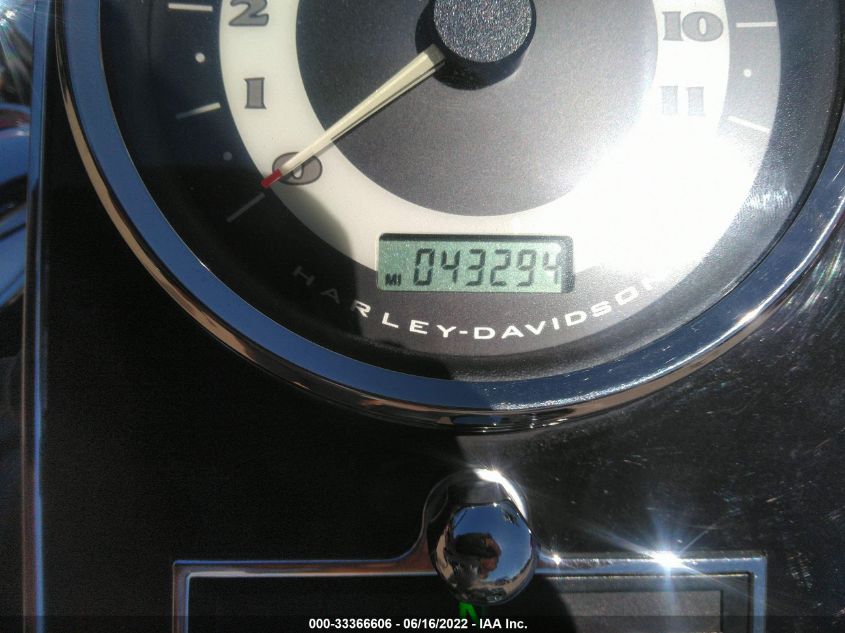 2 10
1 11
0
MI 043294
HARLEY-DAVIDSON
N
000-33366606 - 06/16/2022 - IAA Inc.